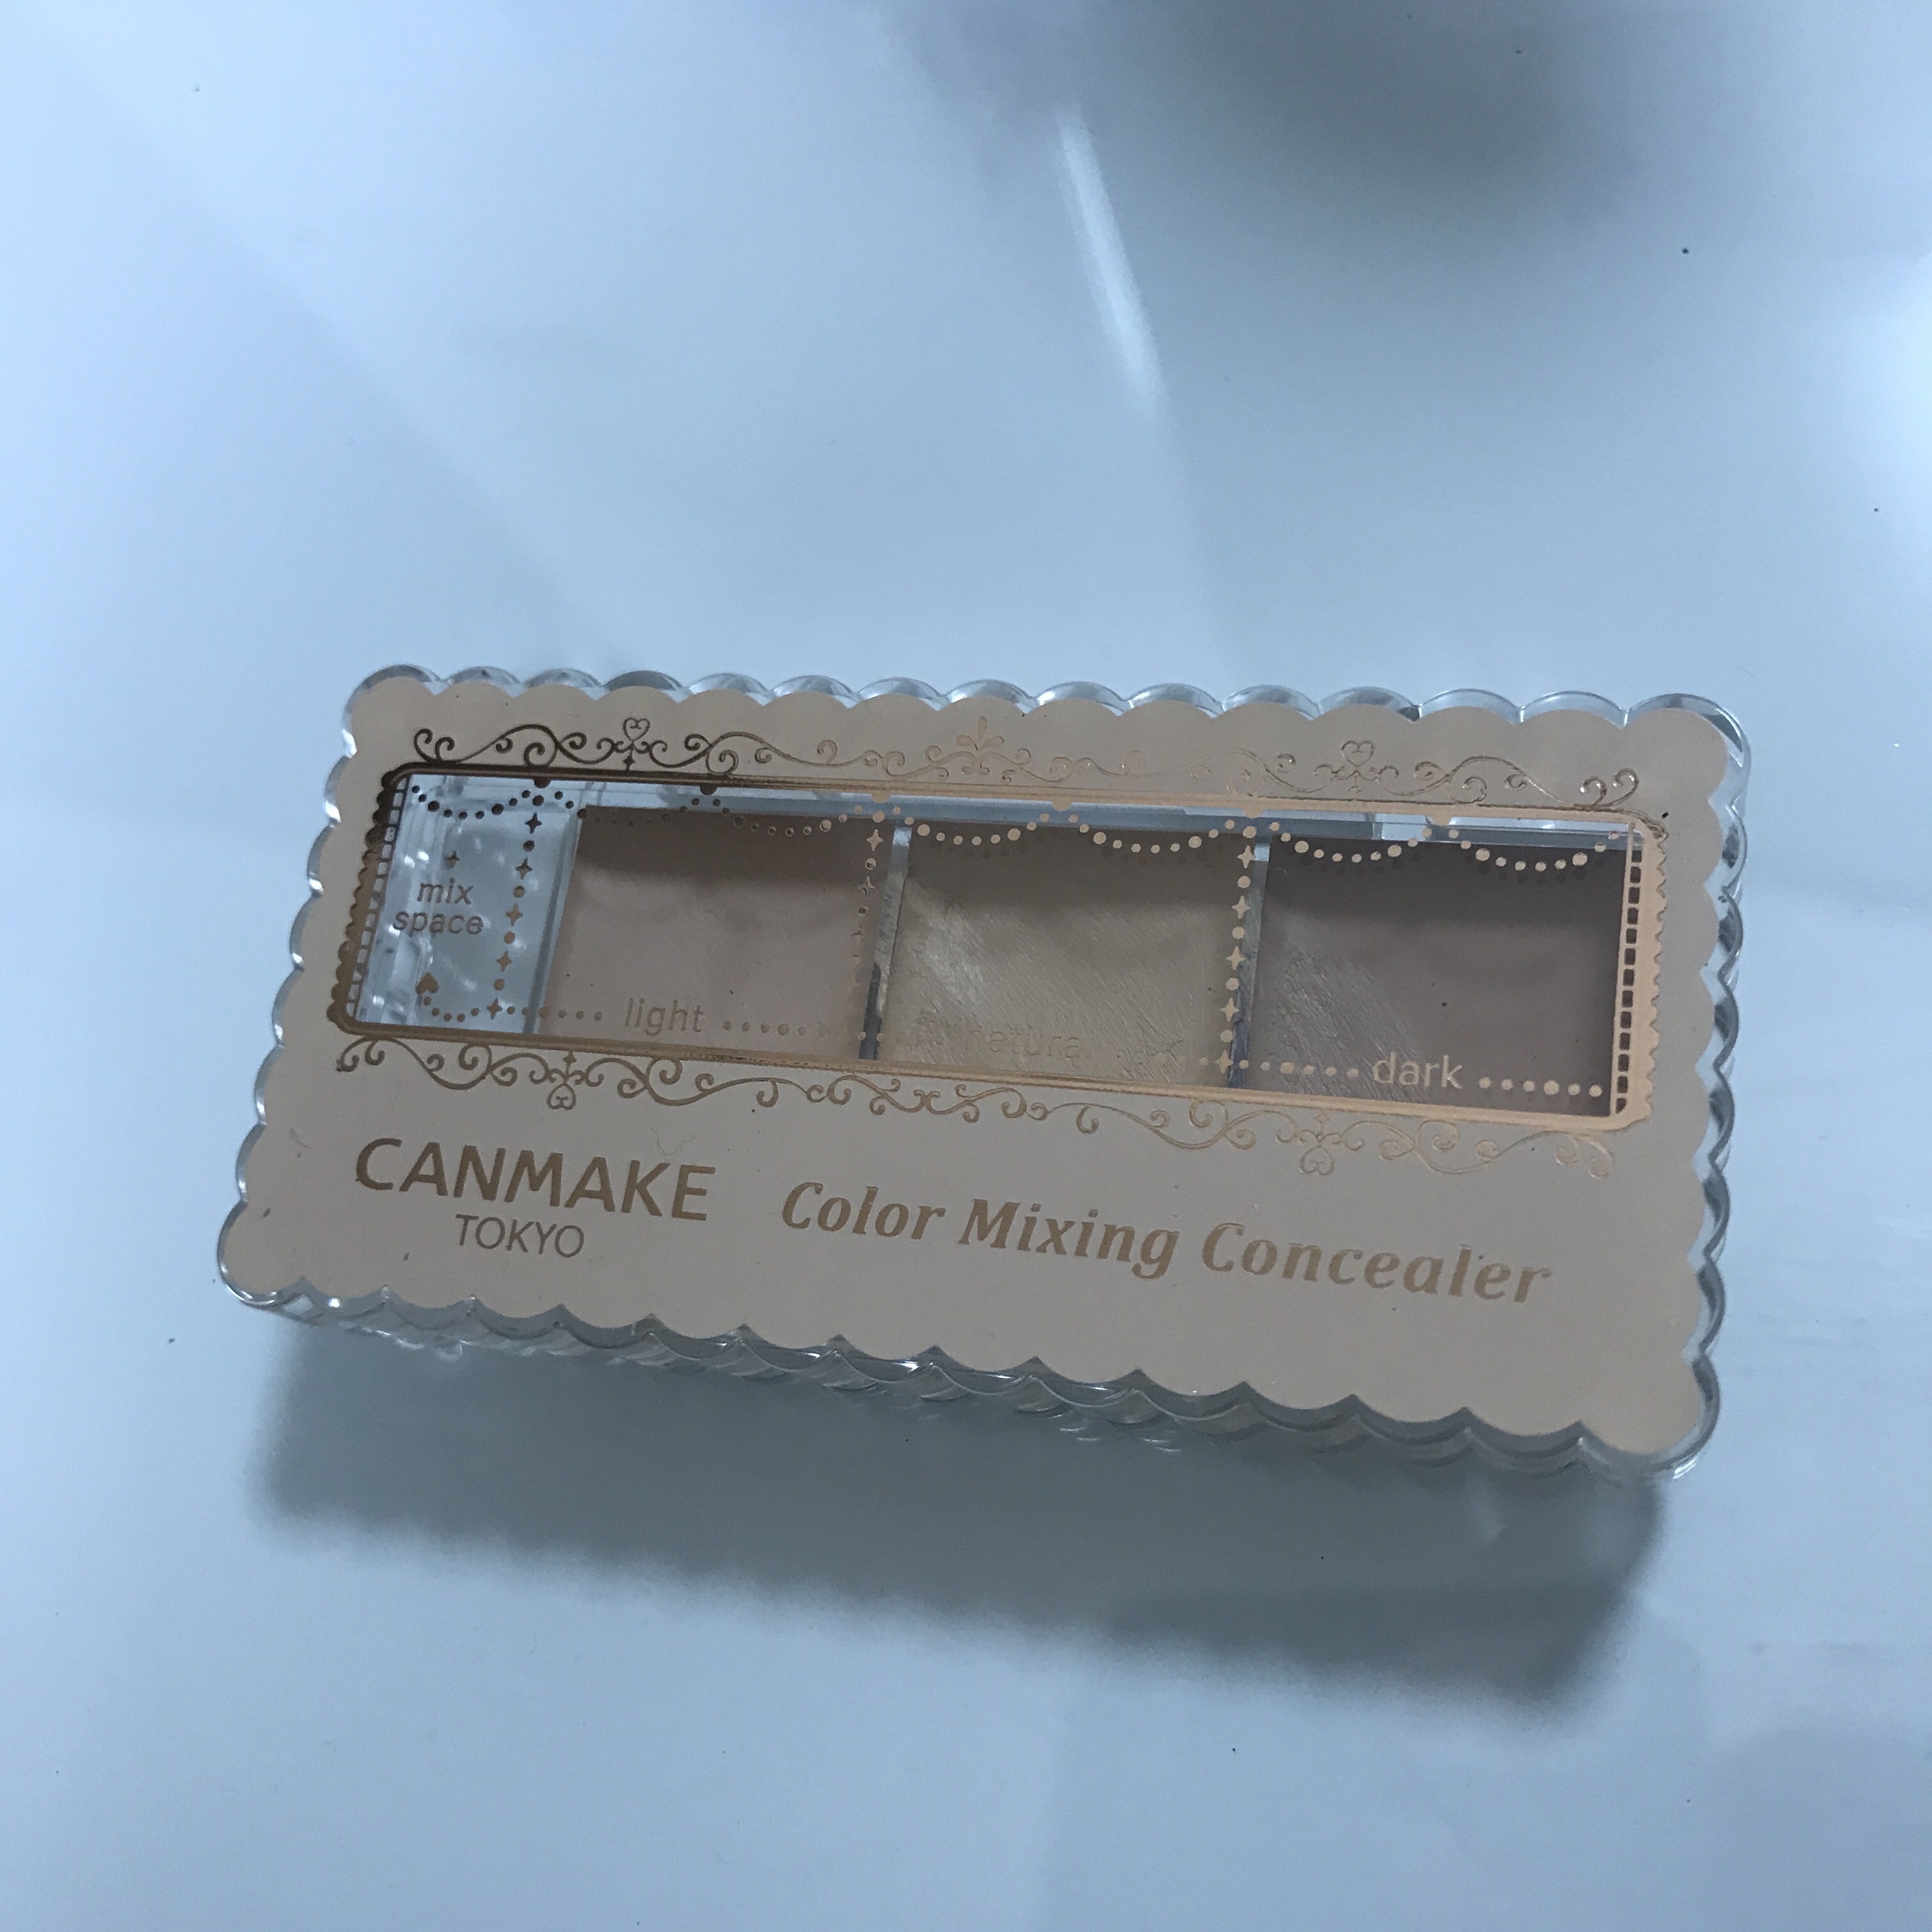 mix
space
light
natural
dark
CANMAKE
TOKYO
Color Mixing Concealer